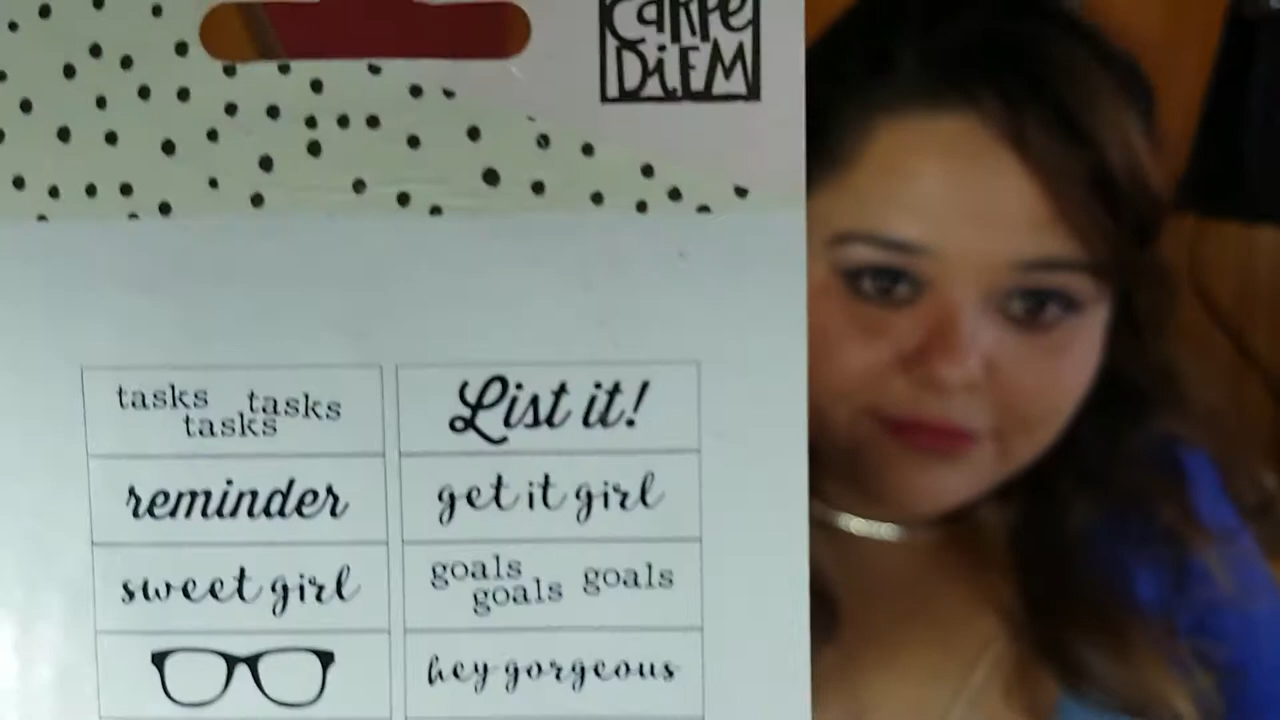 CARPE
DiEM
tasks tasks
tasks
List it!
reminder
get it girl
sweet girl
goals goals
goals
hey gorgeous